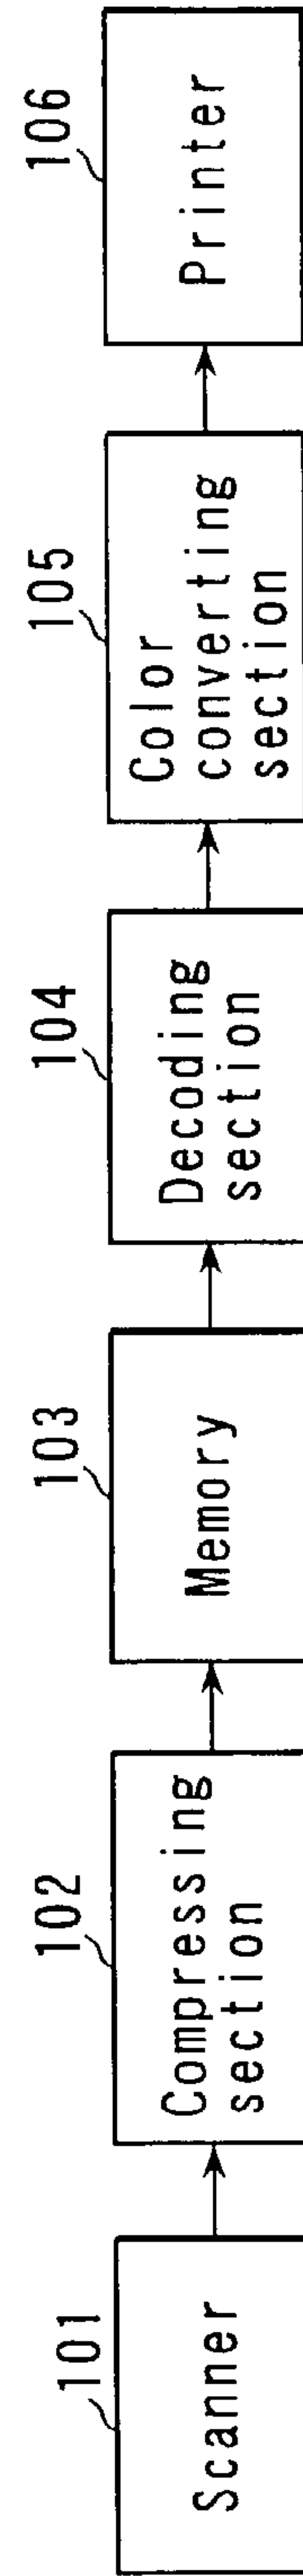 101
Scanner
102
Compressing
section
103
Memory
104
Decoding
section
105
Color
converting
section
106
Printer